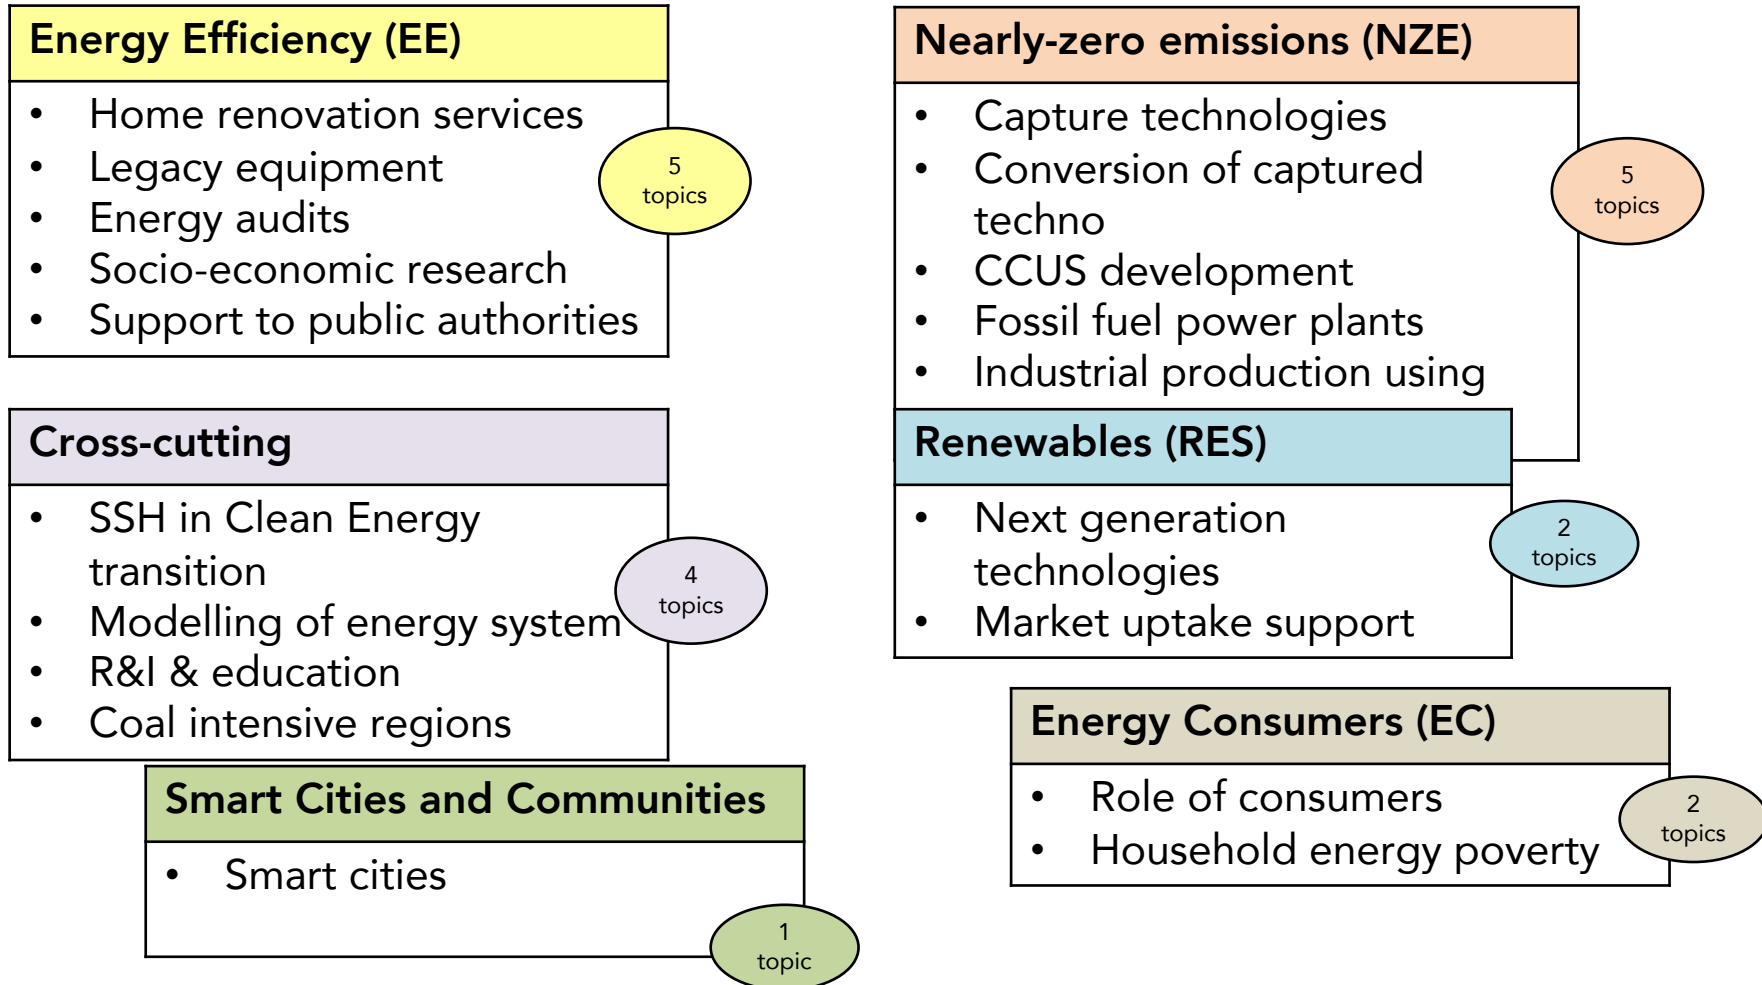 Energy Efficiency (EE)
• Home renovation services
• Legacy equipment
• Energy audits
• Socio-economic research
• Support to public authorities
5
topics
Nearly-zero emissions (NZE)
• Capture technologies
• Conversion of captured
techno
• CCUS development
• Fossil fuel power plants
• Industrial production using
5
topics
Cross-cutting
• SSH in Clean Energy
transition
• Modelling of energy system
• R&I & education
• Coal intensive regions
4
topics
Renewables (RES)
• Next generation
technologies
• Market uptake support
2
topics
Smart Cities and Communities
• Smart cities
1
topic
Energy Consumers (EC)
• Role of consumers
• Household energy poverty
2
topics